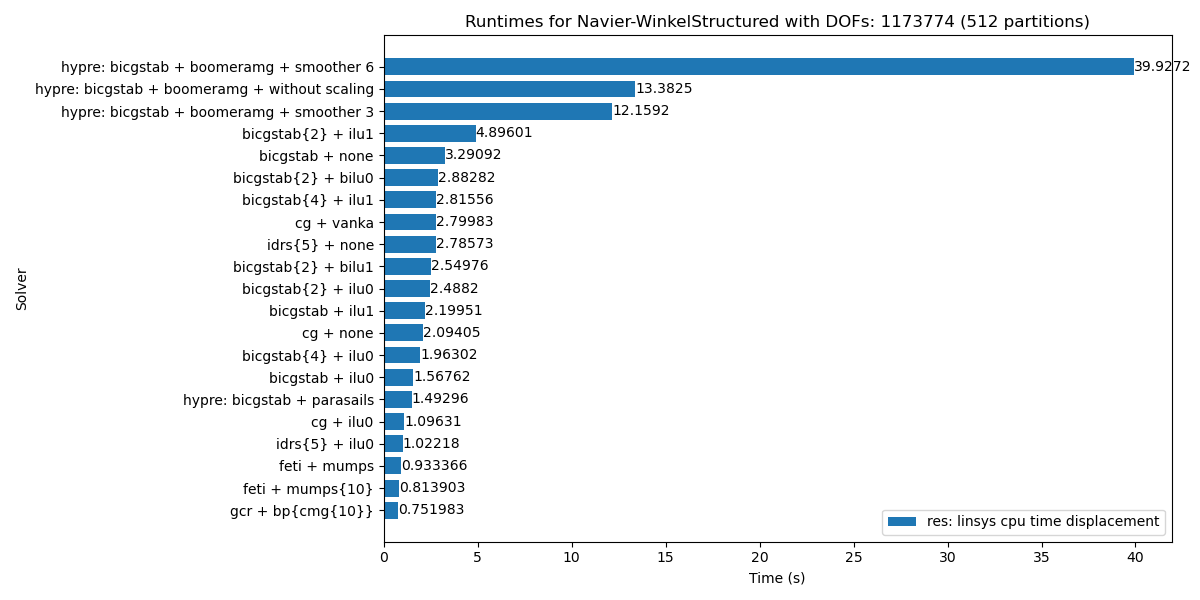 Runtimes for Navier-WinkelStructured with DOFs: 1173774 (512 partitions)
hypre: bicgstab + boomeramg + smoother 6 39.9272
hypre: bicgstab + boomeramg + without scaling 13.3825
hypre: bicgstab + boomeramg + smoother 3 12.1592
bicgstab{2} + ilu1 4.89601
bicgstab + none 3.29092
bicgstab{2} + bilu0 2.88282
bicgstab{4} + ilu1 2.81556
cg + vanka 2.79983
idrs{5} + none 2.78573
bicgstab{2} + bilu1 2.54976
bicgstab{2} + ilu0 2.4882
bicgstab + ilu1 2.19951
cg + none 2.09405
bicgstab{4} + ilu0 1.96302
bicgstab + ilu0 1.56762
hypre: bicgstab + parasails 1.49296
cg + ilu0 1.09631
idrs{5} + ilu0 1.02218
feti + mumps 0.933366
feti + mumps{10} 0.813903
gcr + bp{cmg{10}} 0.751983
Solver
res: linsys cpu time displacement
0 5 10 15 20 25 30 35 40
Time (s)